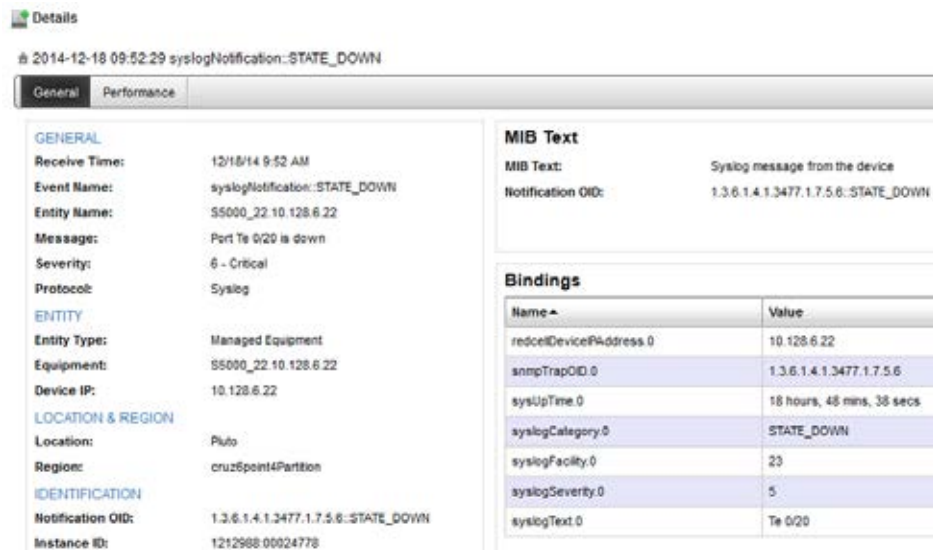 Details
2014-12-18 09:52:29 syslogNotification::STATE_DOWN
General Performance
GENERAL
Receive Time: 12/18/14 9:52 AM
Event Name: syslogNotification::STATE_DOWN
Entity Name: S5000_22.10.128.6.22
Message: Port Te 0/20 is down
Severity: 6 - Critical
Protocol: Syslog
ENTITY
Entity Type: Managed Equipment
Equipment: S5000_22.10.128.6.22
Device IP: 10.128.6.22
LOCATION & REGION
Location: Pluto
Region: cruz6point4Partition
IDENTIFICATION
Notification OID: 1.3.6.1.4.1.3477.1.7.5.6::STATE_DOWN
Instance ID: 1212988:00024778
MIB Text
MIB Text: Syslog message from the device
Notification OID: 1.3.6.1.4.1.3477.1.7.5.6::STATE_DOWN
Bindings
Name Value
redcellDeviceIPAddress.0 10.128.6.22
snmpTrapOID.0 1.3.6.1.4.1.3477.1.7.5.6
sysUpTime.0 18 hours, 48 mins, 38 secs
syslogCategory.0 STATE_DOWN
syslogFacility.0 23
syslogSeverity.0 5
syslogText.0 Te 0/20